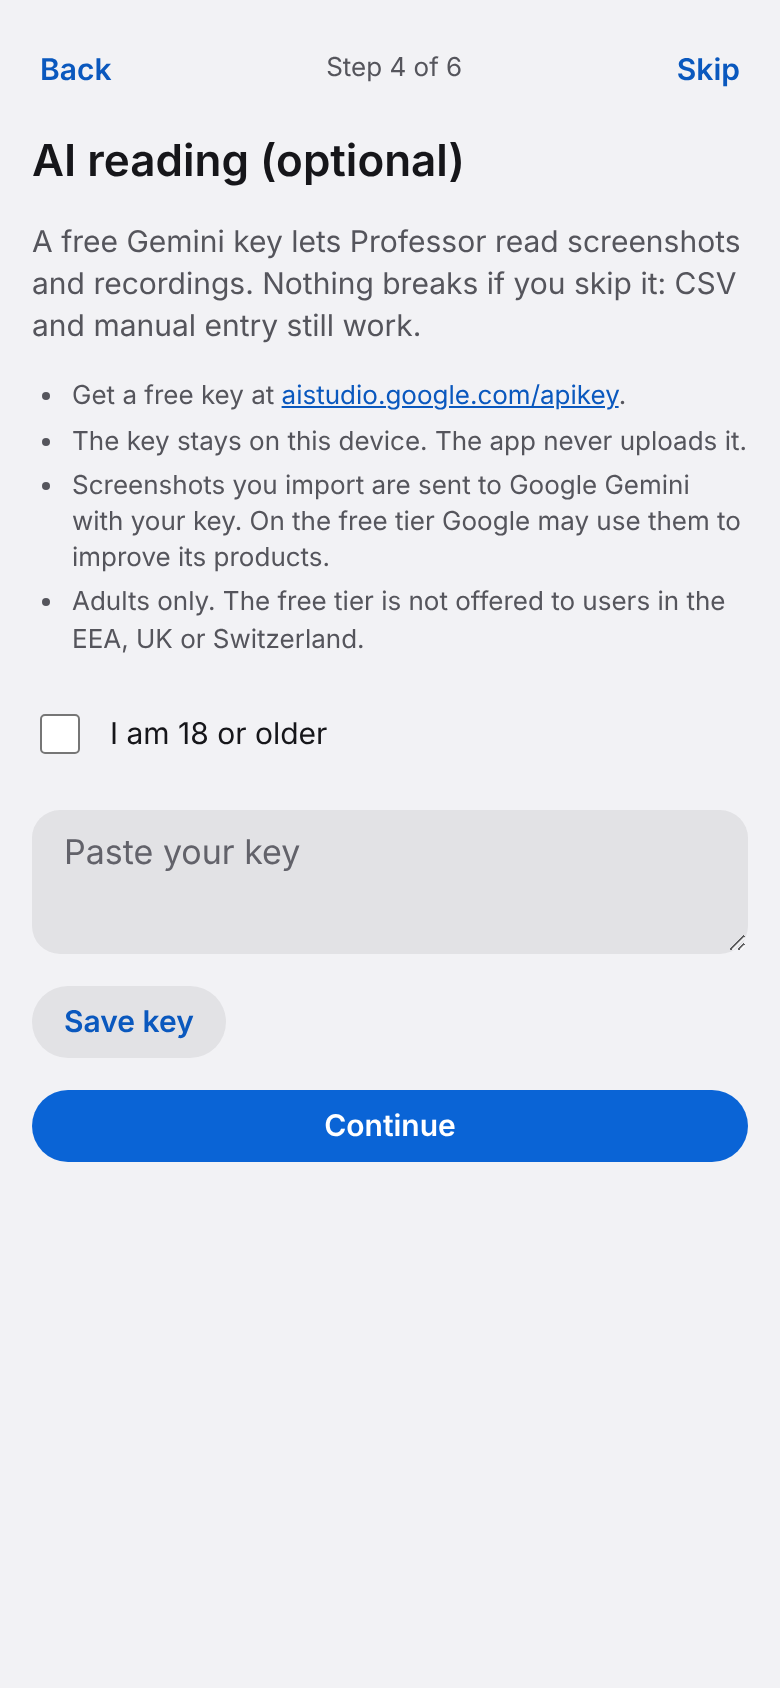 Back
Step 4 of 6
Skip
AI reading (optional)
A free Gemini key lets Professor read screenshots
and recordings. Nothing breaks if you skip it: CSV
and manual entry still work.
• Get a free key at aistudio.google.com/apikey.
• The key stays on this device. The app never uploads it.
• Screenshots you import are sent to Google Gemini
with your key. On the free tier Google may use them to
improve its products.
• Adults only. The free tier is not offered to users in the
EEA, UK or Switzerland.
I am 18 or older
Paste your key
Save key
Continue